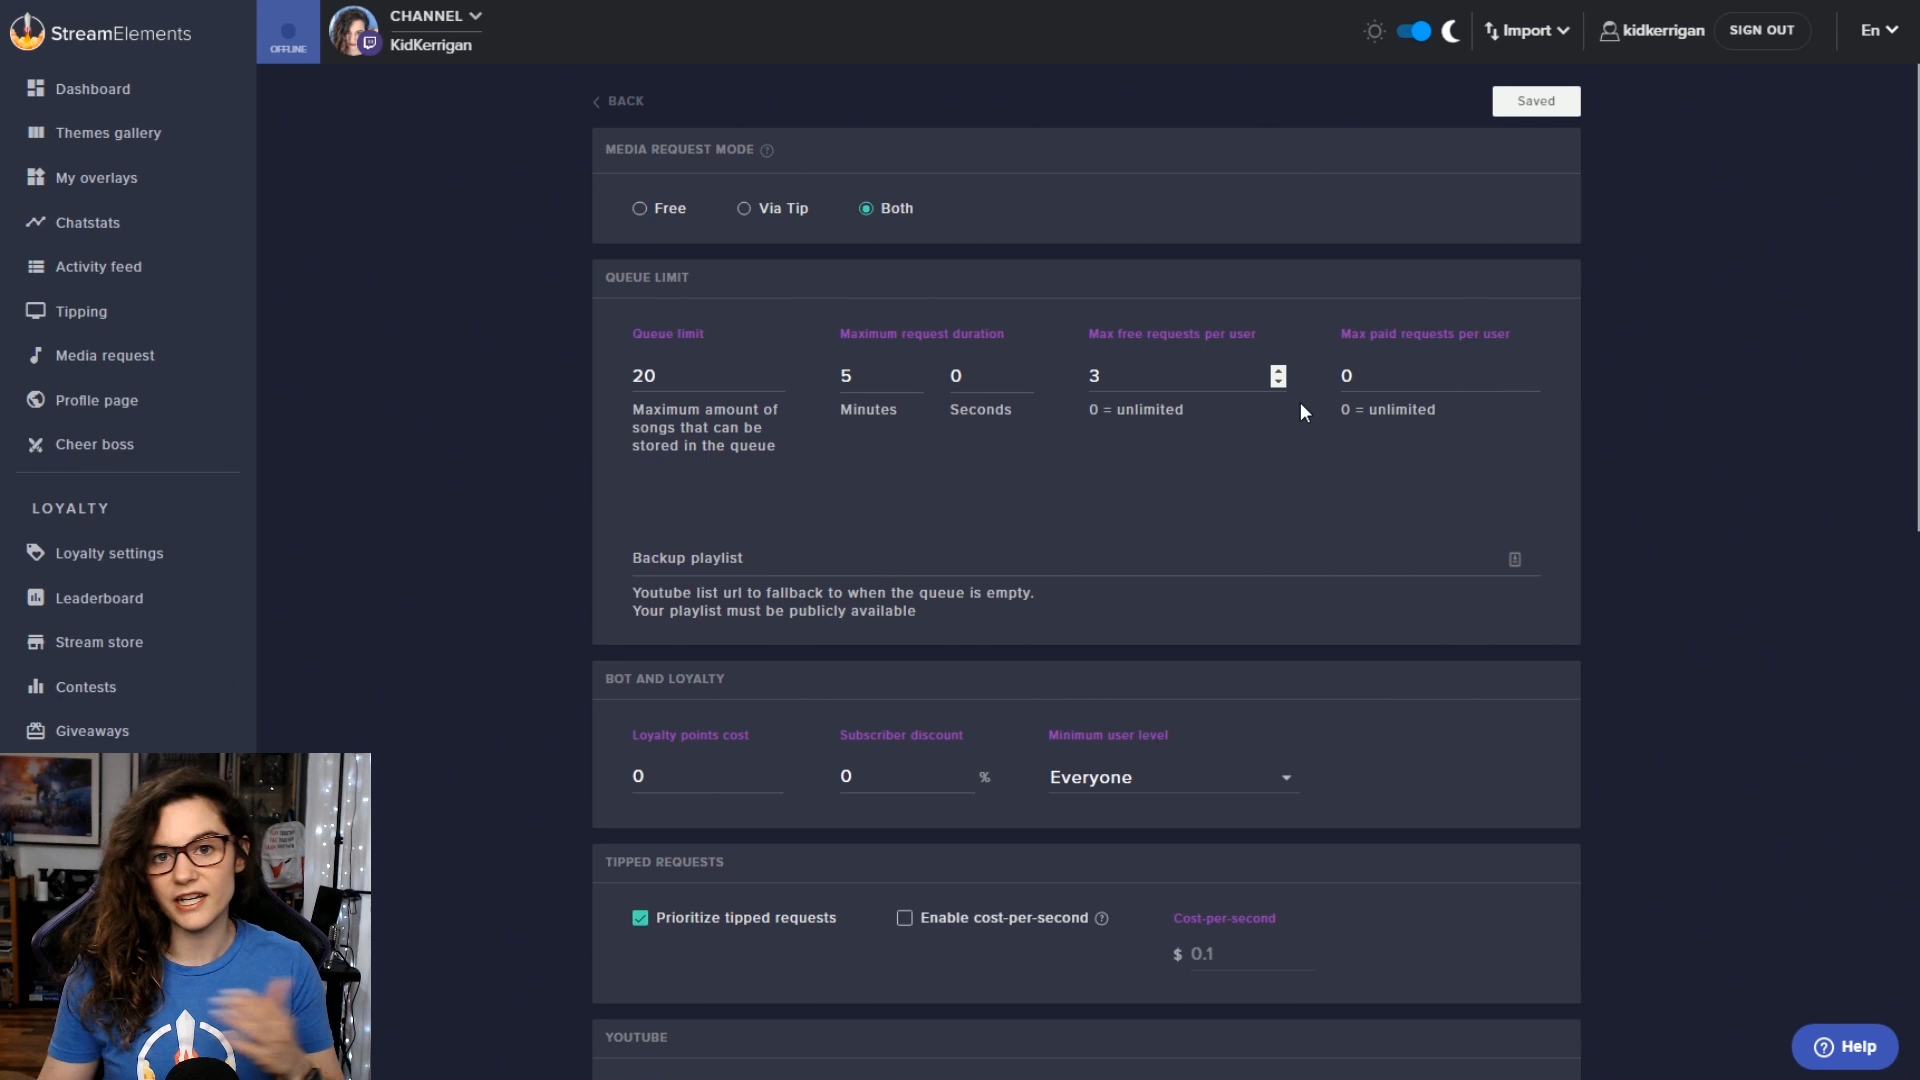 StreamElements
OFFLINE
CHANNEL
KidKerrigan
Import
kidkerrigan
SIGN OUT
En
Dashboard
Themes gallery
My overlays
Chatstats
Activity feed
Tipping
Media request
Profile page
Cheer boss
LOYALTY
Loyalty settings
Leaderboard
Stream store
Contests
Giveaways
BACK
Saved
MEDIA REQUEST MODE ?
Free
Via Tip
Both
QUEUE LIMIT
Queue limit
Maximum request duration
Max free requests per user
Max paid requests per user
20
5
0
3
0
Maximum amount of
songs that can be
stored in the queue
Minutes
Seconds
0 = unlimited
0 = unlimited
Backup playlist
Youtube list url to fallback to when the queue is empty.
Your playlist must be publicly available
BOT AND LOYALTY
Loyalty points cost
Subscriber discount
Minimum user level
0
0
%
Everyone
TIPPED REQUESTS
Prioritize tipped requests
Enable cost-per-second ?
Cost-per-second
$ 0.1
YOUTUBE
? Help